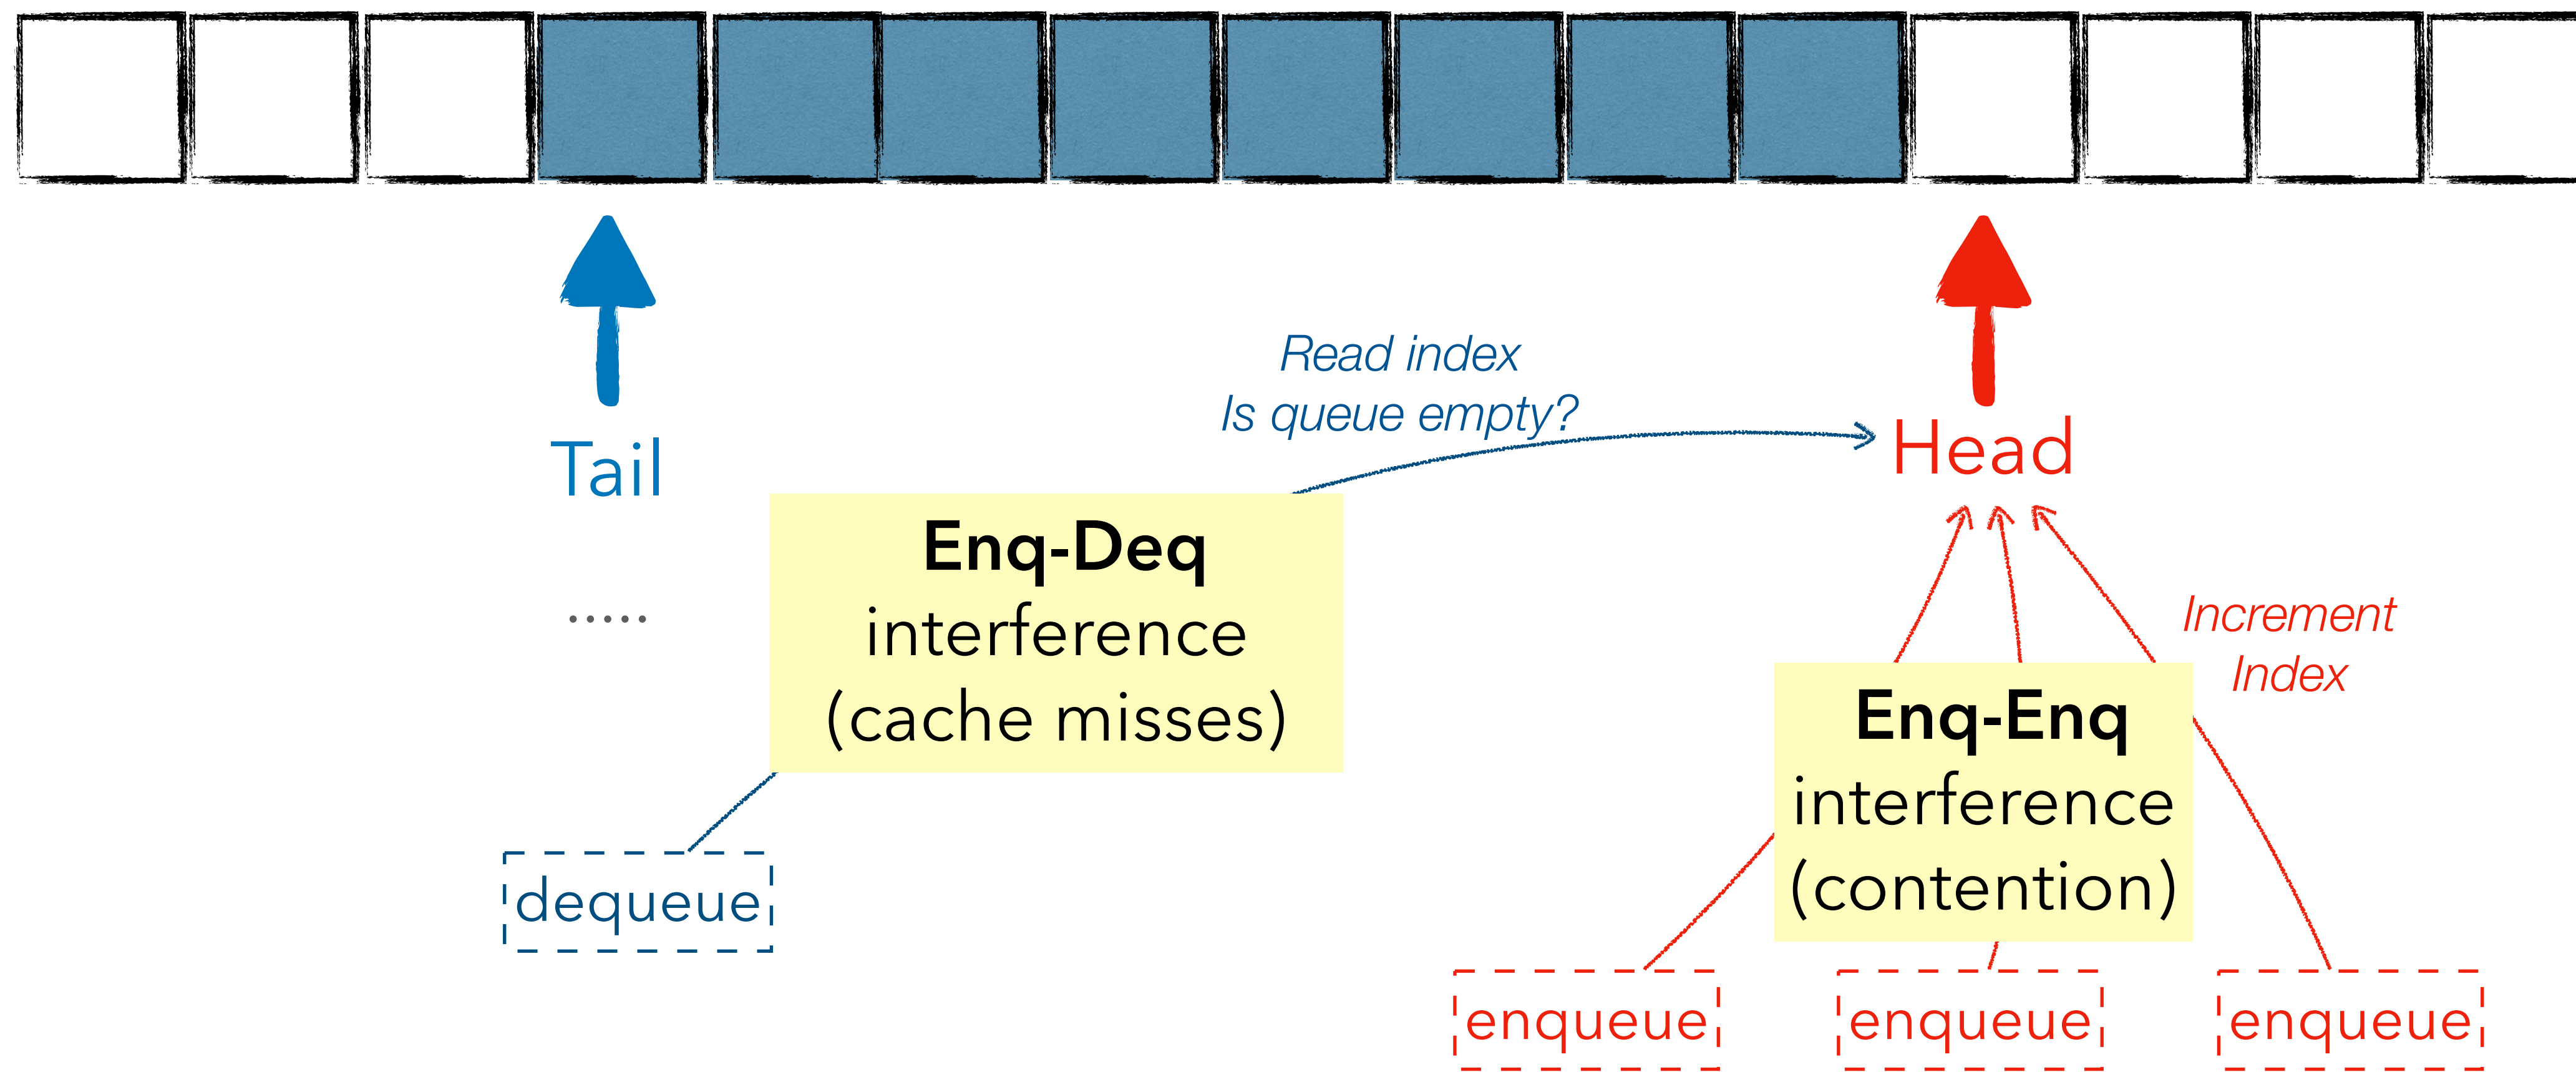 Read index
Is queue empty?
Tail
Head
Enq-Deq
interference
(cache misses)
.....
Increment
Index
Enq-Enq
interference
(contention)
dequeue
enqueue
enqueue
enqueue